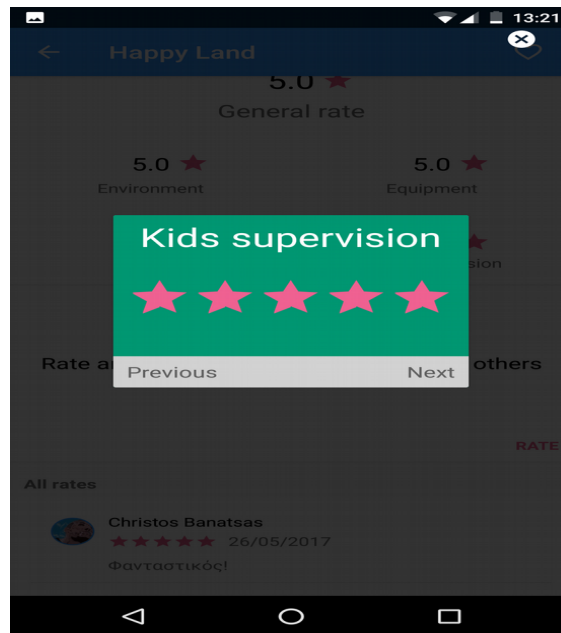 13:21
Happy Land
5.0
General rate
5.0
5.0
Environment
Equipment
Kids supervision
sion
Rate a
others
Previous
Next
RATE
All rates
Christos Banatsas
26/05/2017
Φανταστικός!